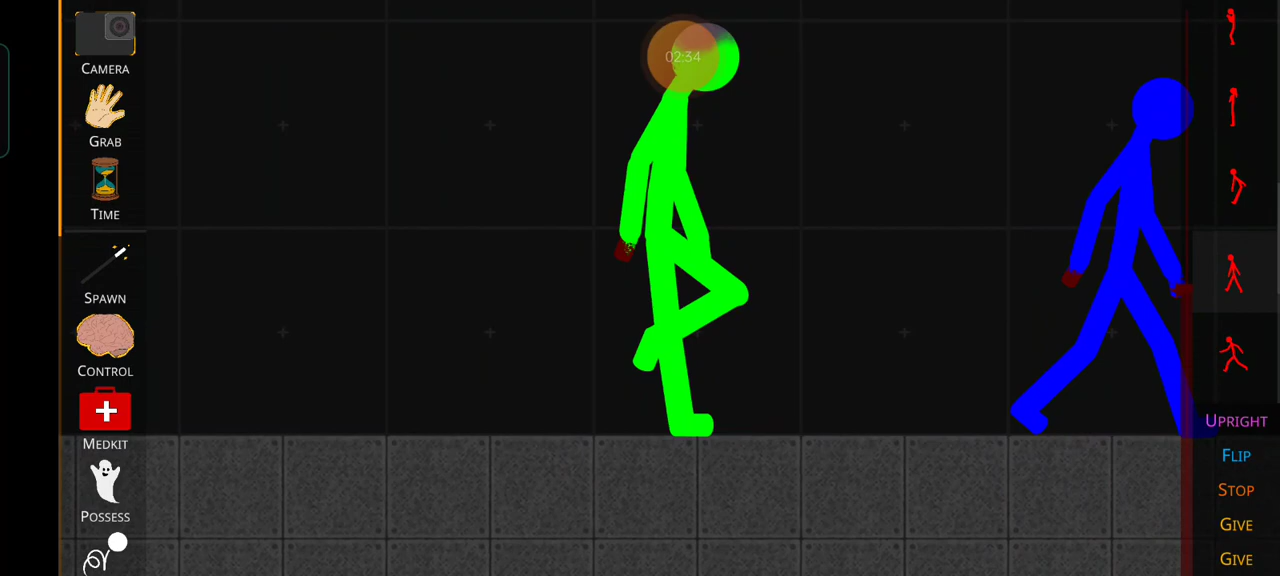 CAMERA
GRAB
TIME
SPAWN
CONTROL
MEDKIT
POSSESS
02:34
UPRIGHT
FLIP
STOP
GIVE
GIVE